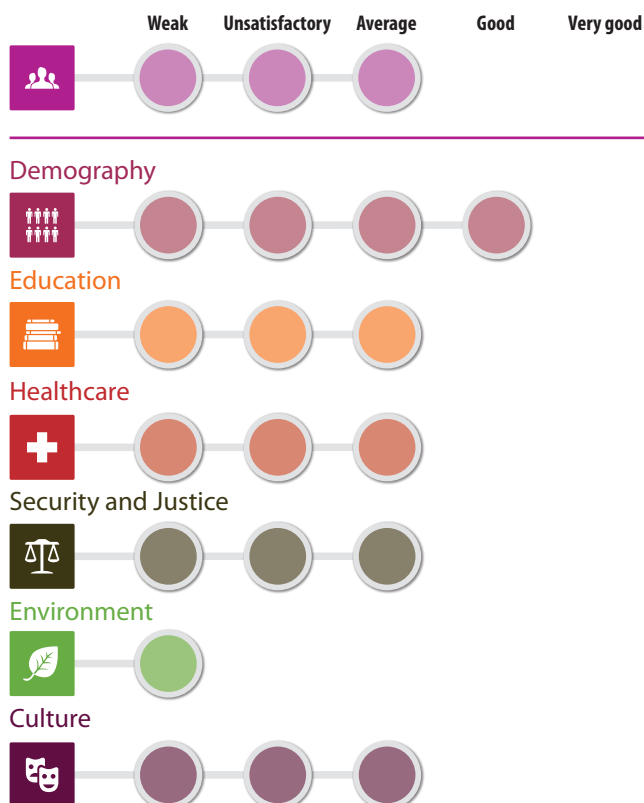 Weak Unsatisfactory Average Good Very good
Demography
Education
Healthcare
Security and Justice
Environment
Culture